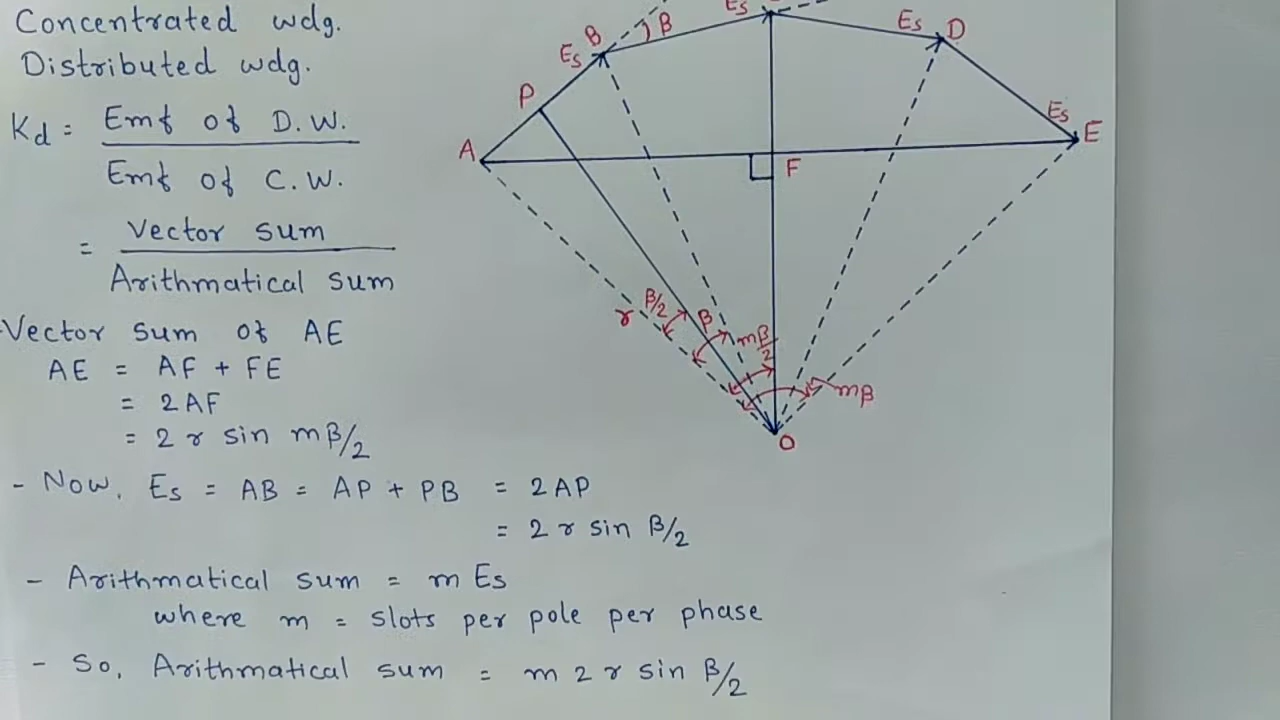 Concentrated wdg.
Distributed wdg.
Kd = Emf of D.W.
Emf of C.W.
= Vector sum
Arithmatical sum
Vector sum of AE
AE = AF + FE
= 2AF
= 2 r sin mβ/2
- Now, Es = AB = AP + PB = 2AP
= 2 r sin β/2
- Arithmatical sum = m Es
where m = slots per pole per phase
- So, Arithmatical sum = m 2 r sin β/2
Es
B
β
Es
Es
D
P
A
Es
E
F
r
β/2
β
mβ/2
mβ
O